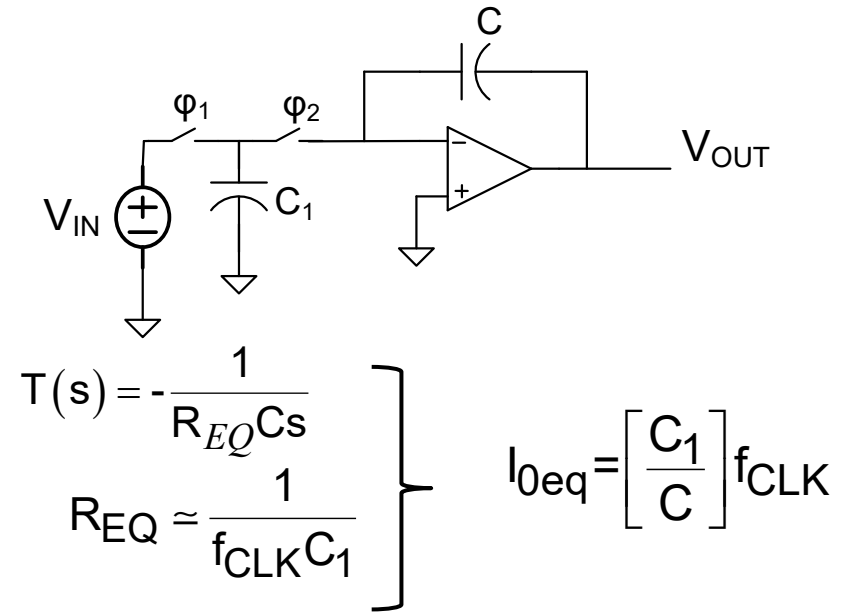 C
φ1 φ2
VOUT
VIN + − C1 − +
T(s) = - 1 / REQCs
REQ ≃ 1 / fCLKC1
I0eq=[C1 / C]fCLK